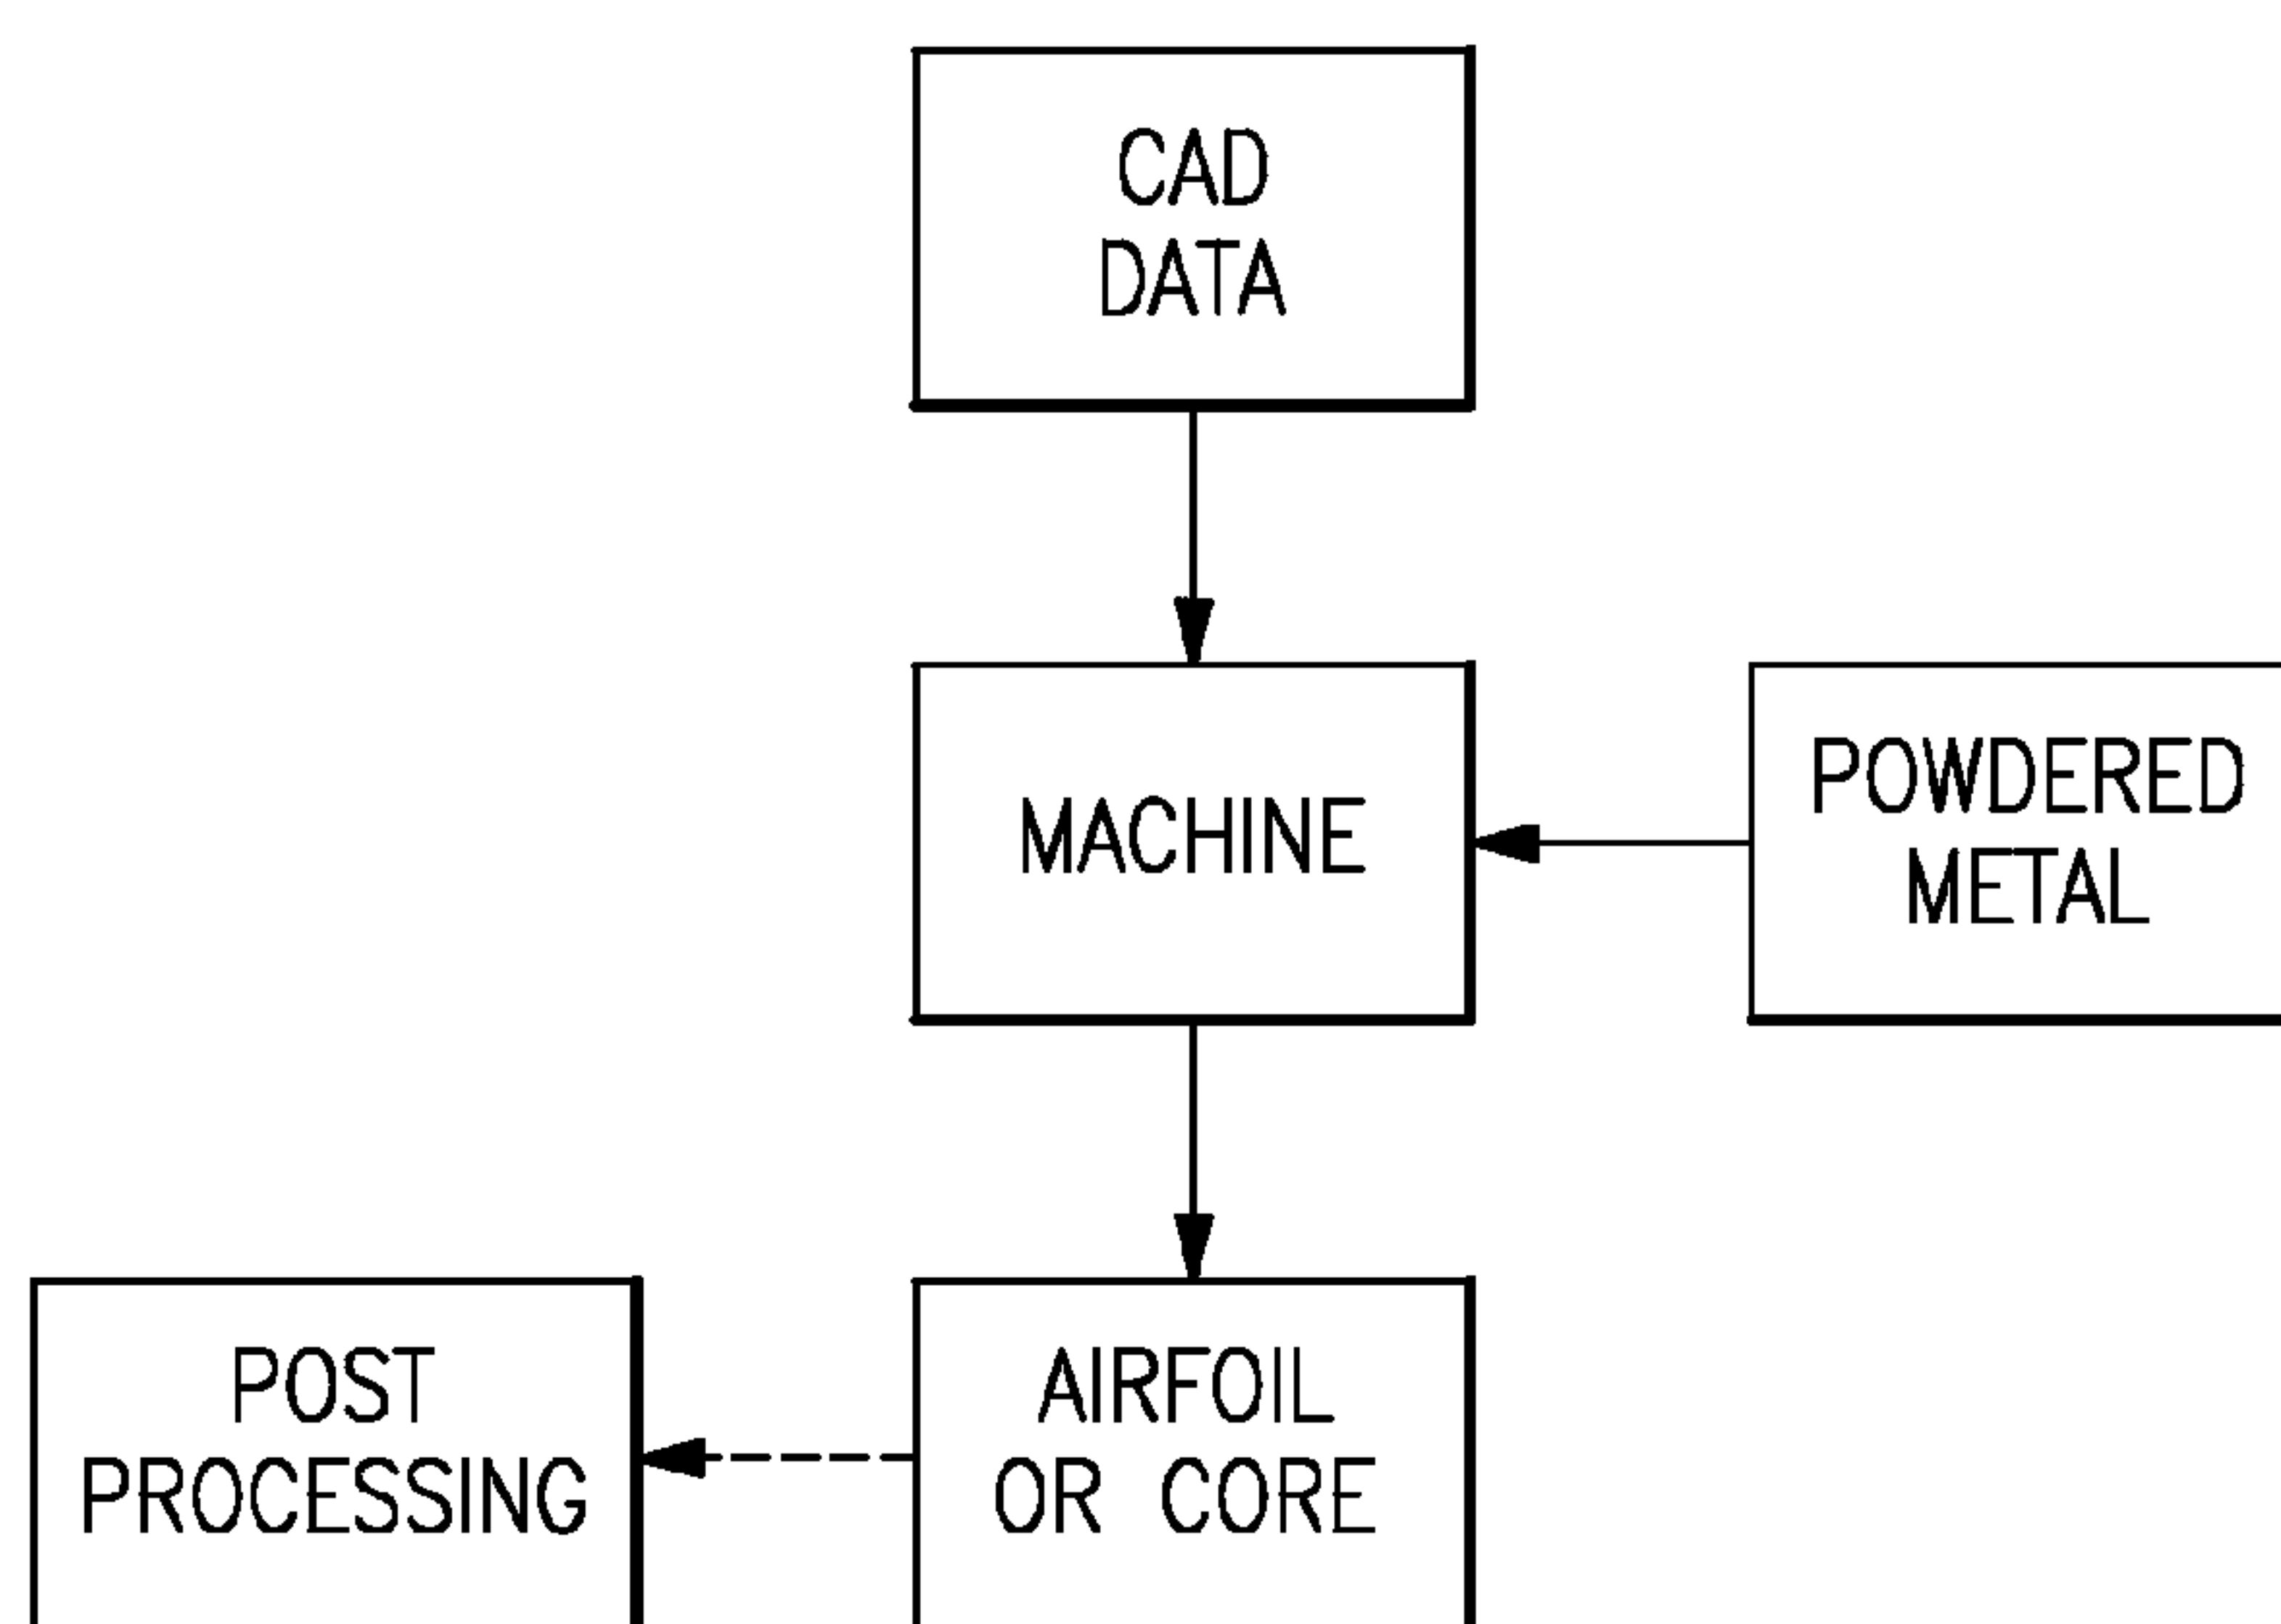 CAD
DATA
MACHINE
POWDERED
METAL
POST
PROCESSING
AIRFOIL
OR CORE